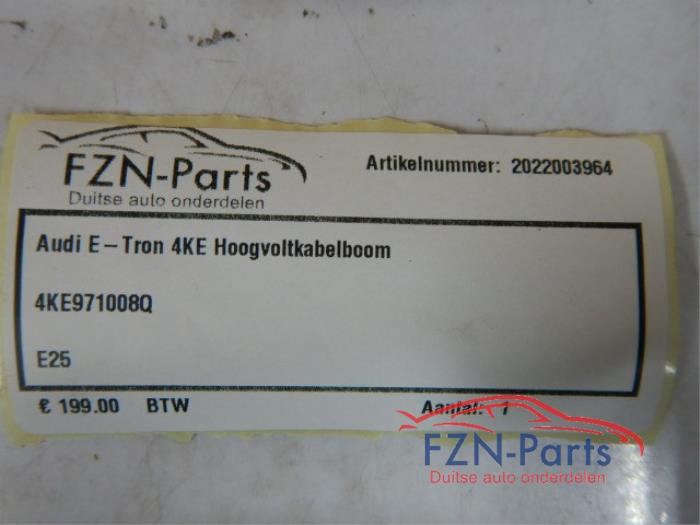 FZN-Parts
Duitse auto onderdelen
Artikelnummer: 2022003964
Audi E-Tron 4KE Hoogvoltkabelboom
4KE971008Q
E25
€ 199.00 BTW
Aantal: 1
FZN-Parts
Duitse auto onderdelen